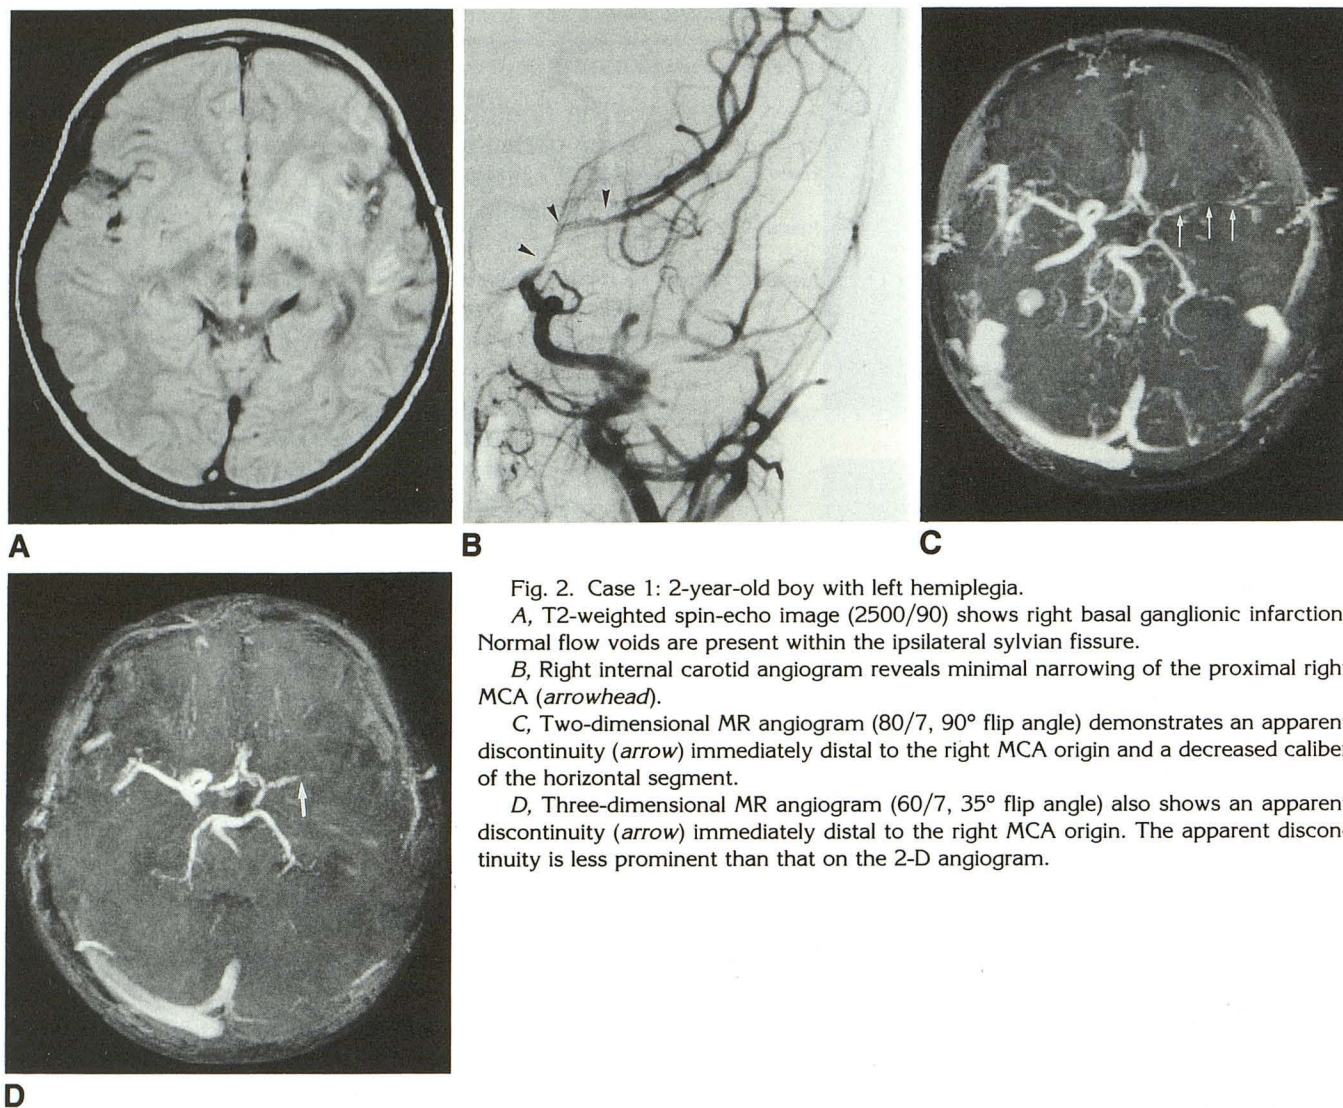 A
B
C
D
Fig. 2. Case 1: 2-year-old boy with left hemiplegia.
A, T2-weighted spin-echo image (2500/90) shows right basal ganglionic infarction
Normal flow voids are present within the ipsilateral sylvian fissure.
B, Right internal carotid angiogram reveals minimal narrowing of the proximal righ
MCA (arrowhead).
C, Two-dimensional MR angiogram (80/7, 90° flip angle) demonstrates an apparen
discontinuity (arrow) immediately distal to the right MCA origin and a decreased calibe
of the horizontal segment.
D, Three-dimensional MR angiogram (60/7, 35° flip angle) also shows an apparen
discontinuity (arrow) immediately distal to the right MCA origin. The apparent discon-
tinuity is less prominent than that on the 2-D angiogram.